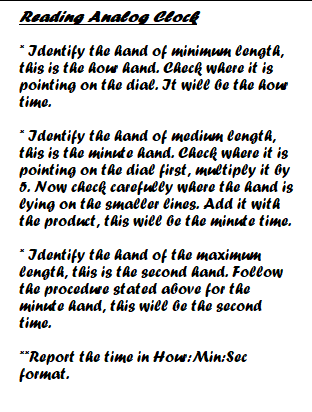 Reading Analog Clock
* Identify the hand of minimum length,
this is the hour hand. Check where it is
pointing on the dial. It will be the hour
time.
* Identify the hand of medium length,
this is the minute hand. Check where it is
pointing on the dial first, multiply it by
5. Now check carefully where the hand is
lying on the smaller lines. Add it with
the product, this will be the minute time.
* Identify the hand of the maximum
length, this is the second hand. Follow
the procedure stated above for the
minute hand, this will be the second
time.
**Report the time in Hour:Min:Sec
format.